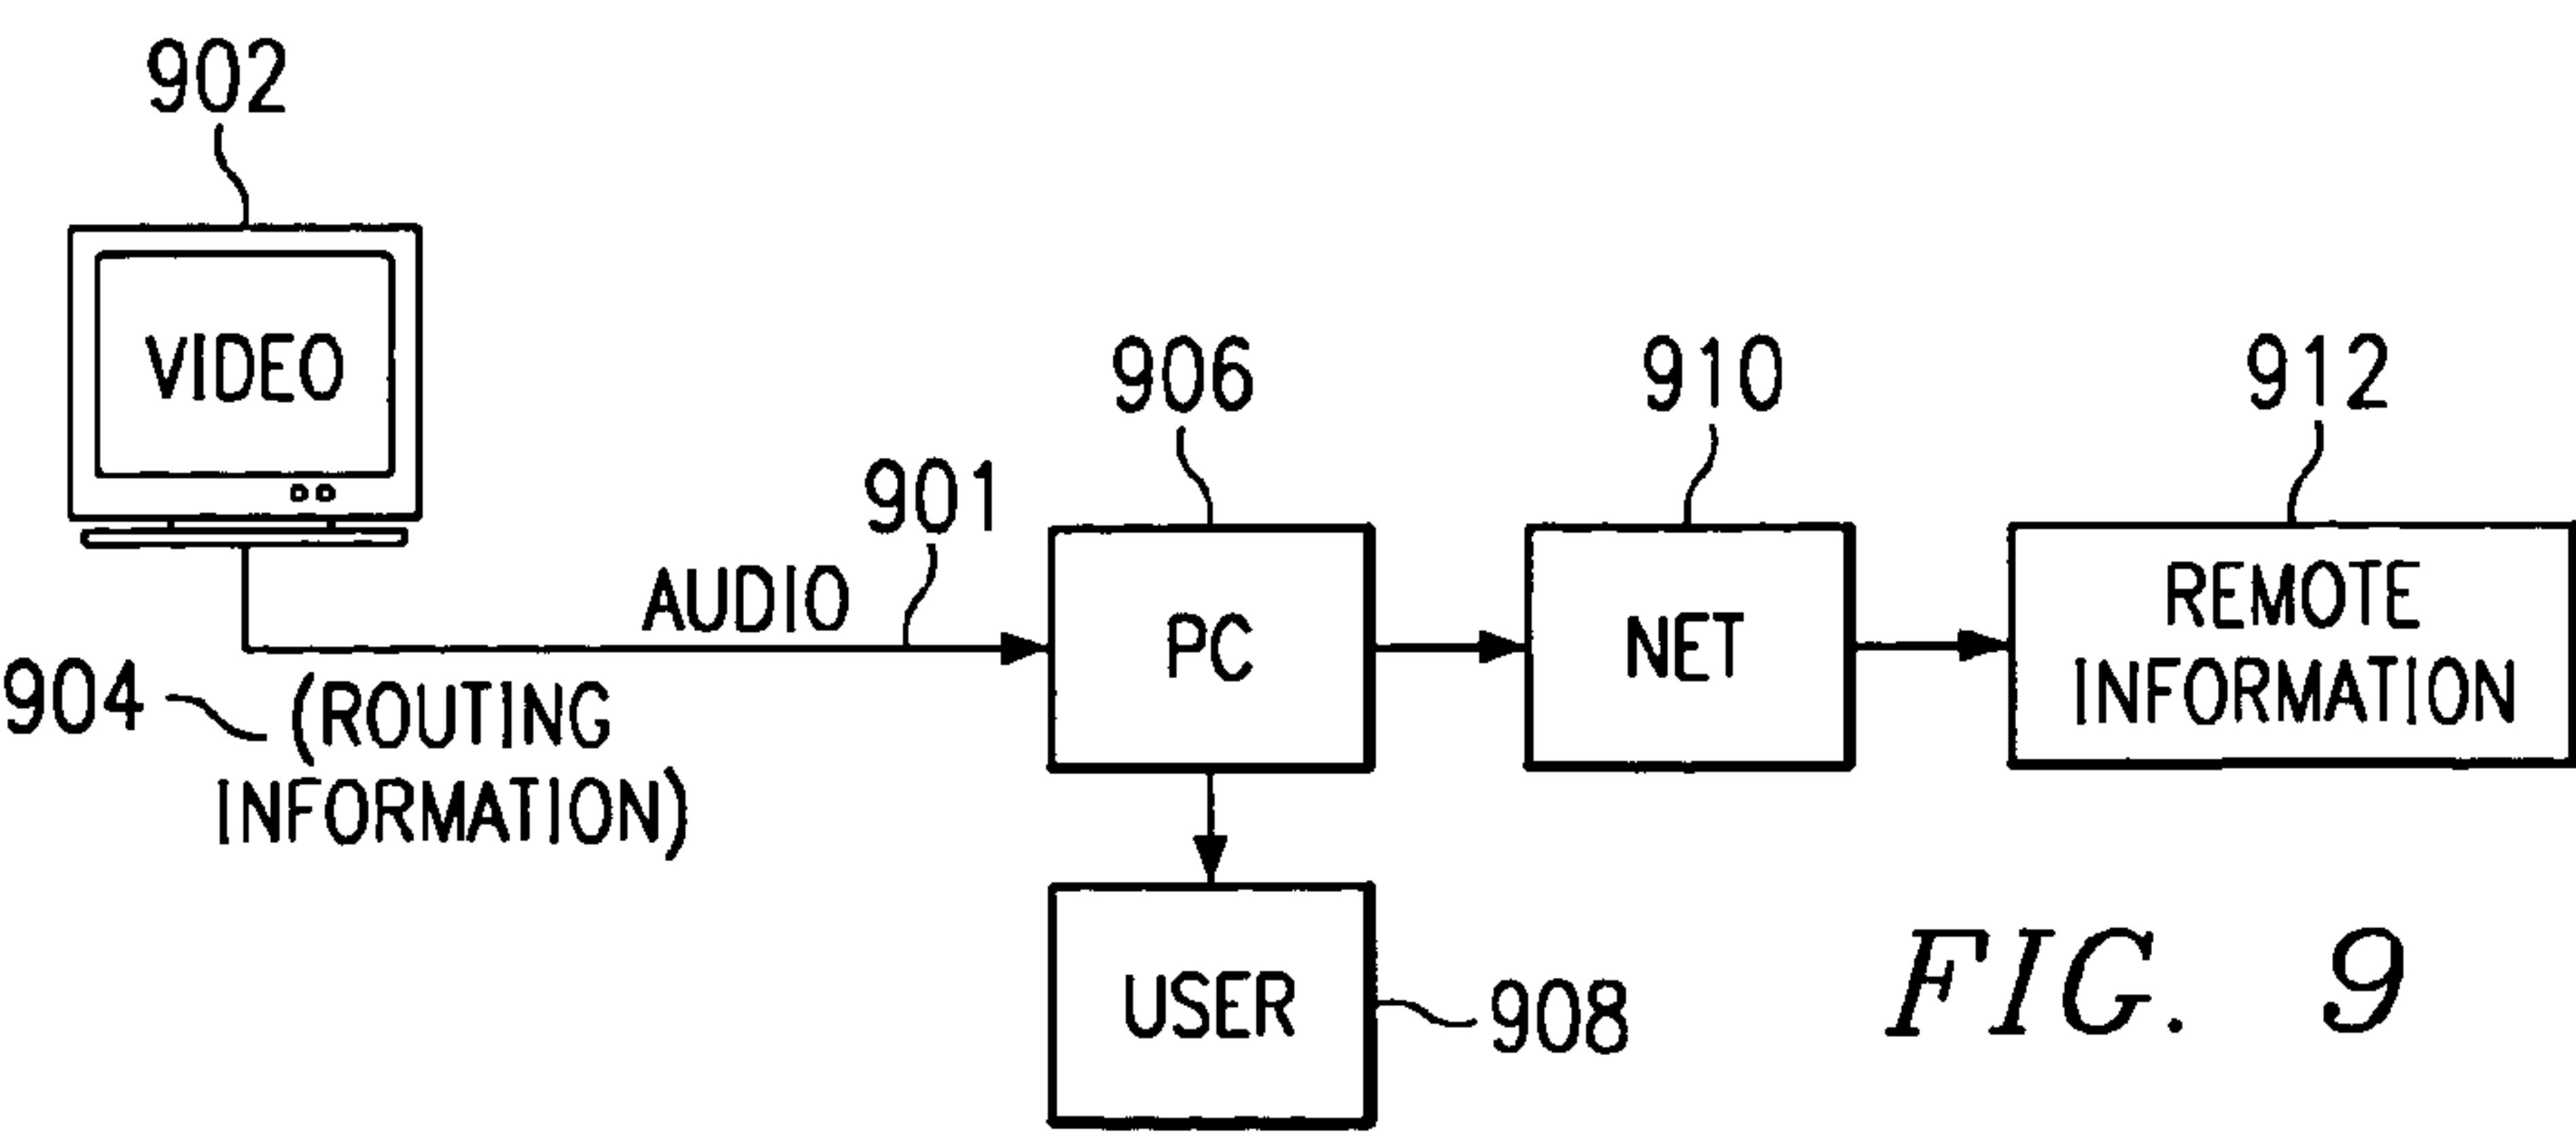 902
VIDEO
901
AUDIO
904
(ROUTING
INFORMATION)
906
PC
910
NET
912
REMOTE
INFORMATION
USER
908
FIG. 9